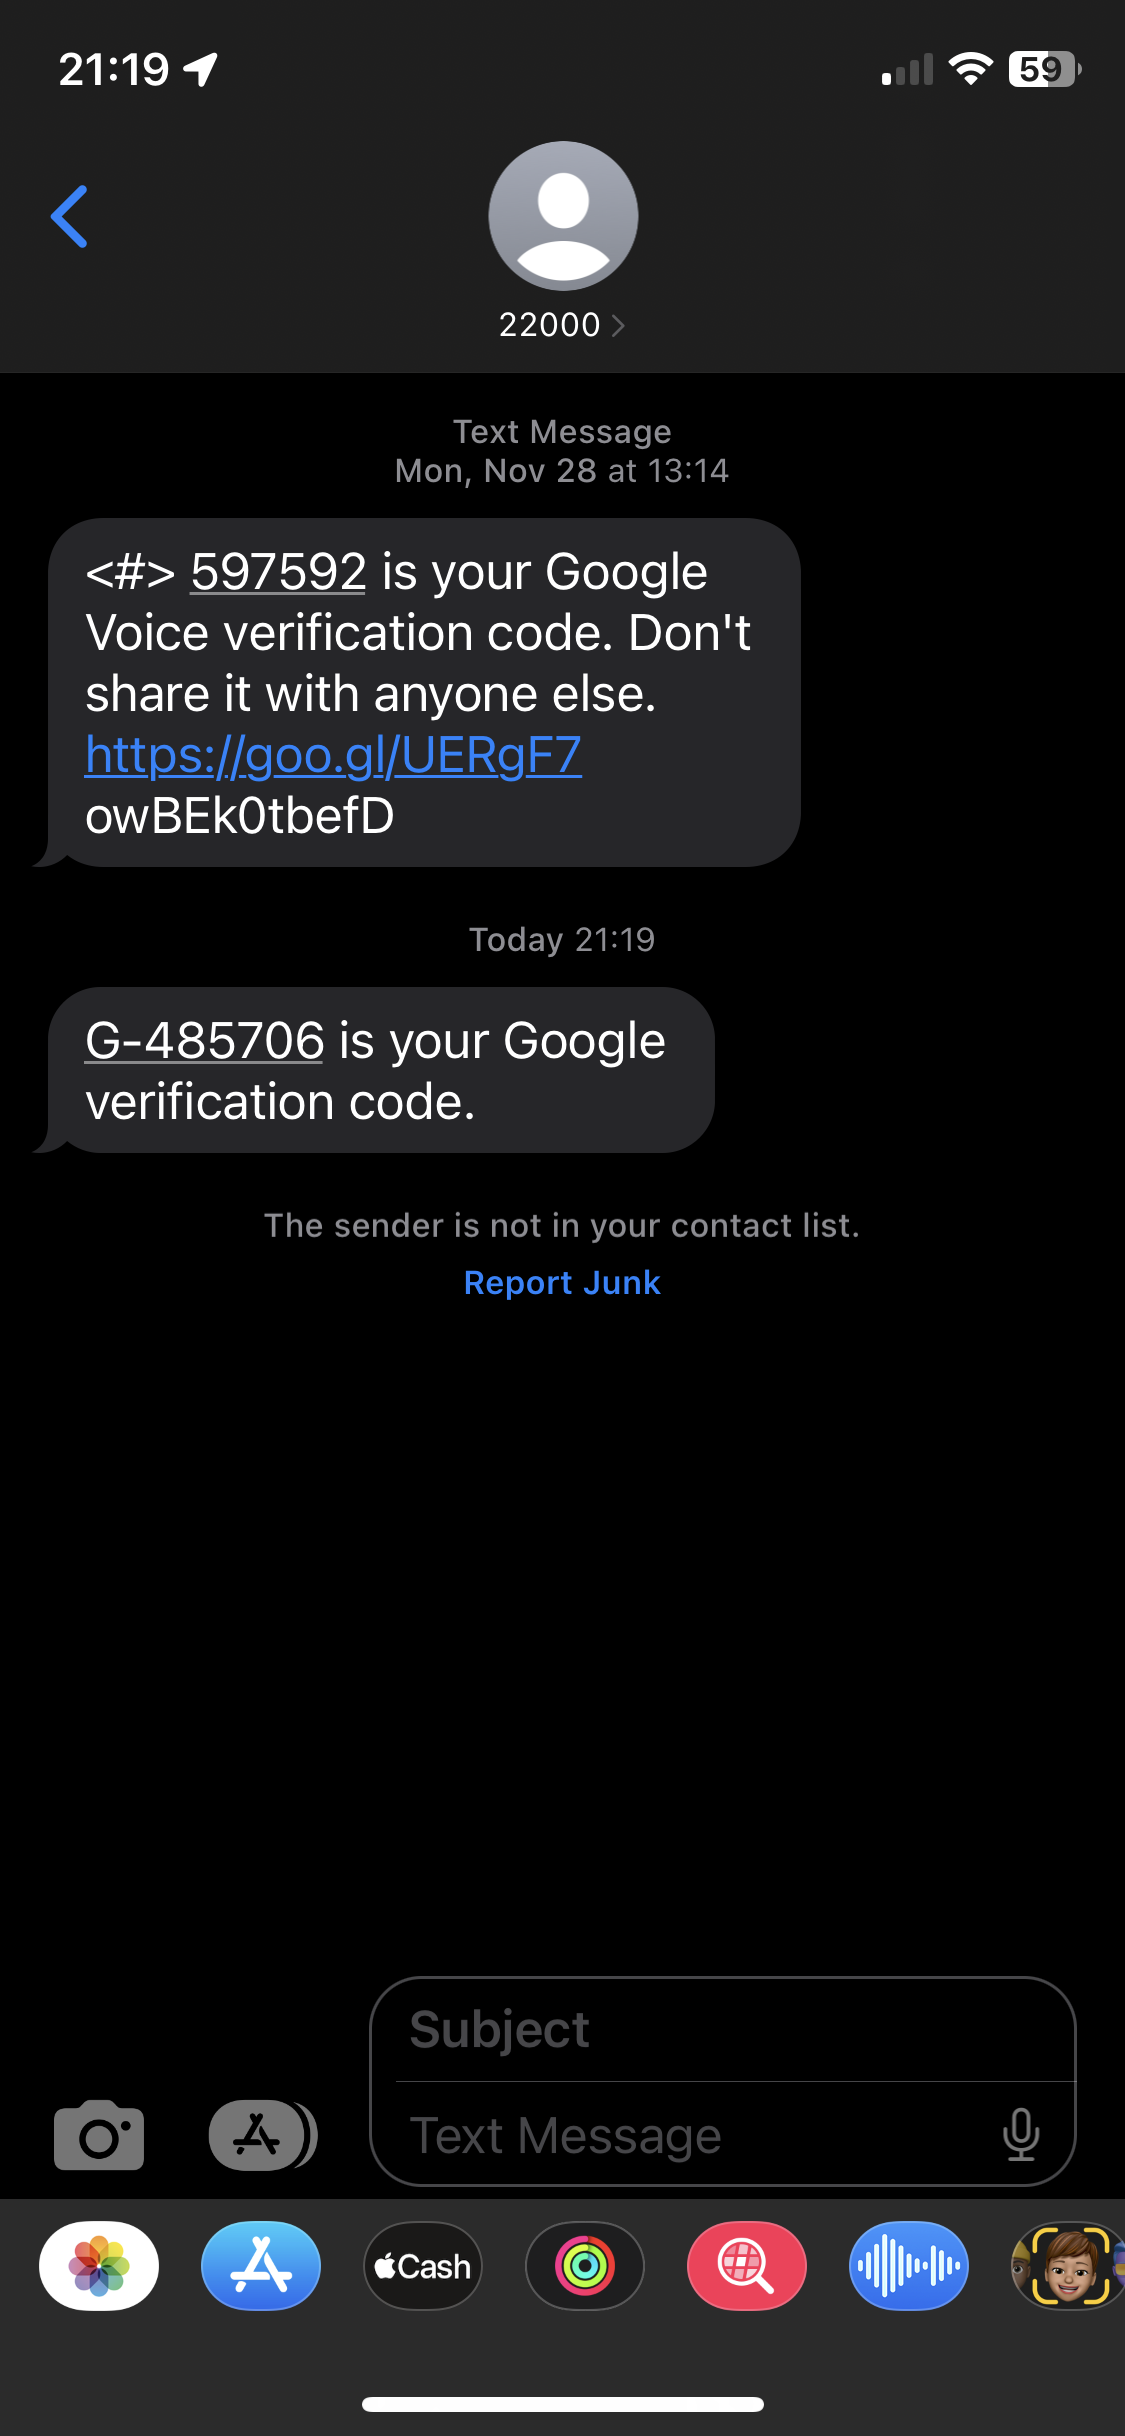 21:19
59
22000
Text Message
Mon, Nov 28 at 13:14
<#> 597592 is your Google
Voice verification code. Don't
share it with anyone else.
https://goo.gl/UERgF7
owBEk0tbefD
Today 21:19
G-485706 is your Google
verification code.
The sender is not in your contact list.
Report Junk
Subject
Text Message
Cash